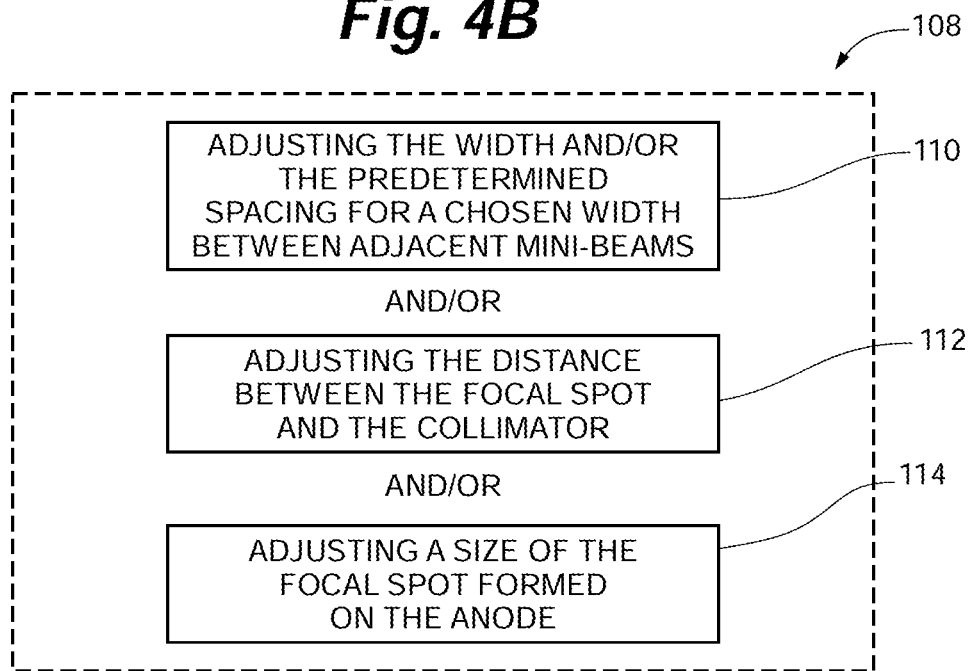 Fig. 4B
108
ADJUSTING THE WIDTH AND/OR
THE PREDETERMINED
SPACING FOR A CHOSEN WIDTH
BETWEEN ADJACENT MINI-BEAMS
110
AND/OR
ADJUSTING THE DISTANCE
BETWEEN THE FOCAL SPOT
AND THE COLLIMATOR
112
AND/OR
ADJUSTING A SIZE OF THE
FOCAL SPOT FORMED
ON THE ANODE
114